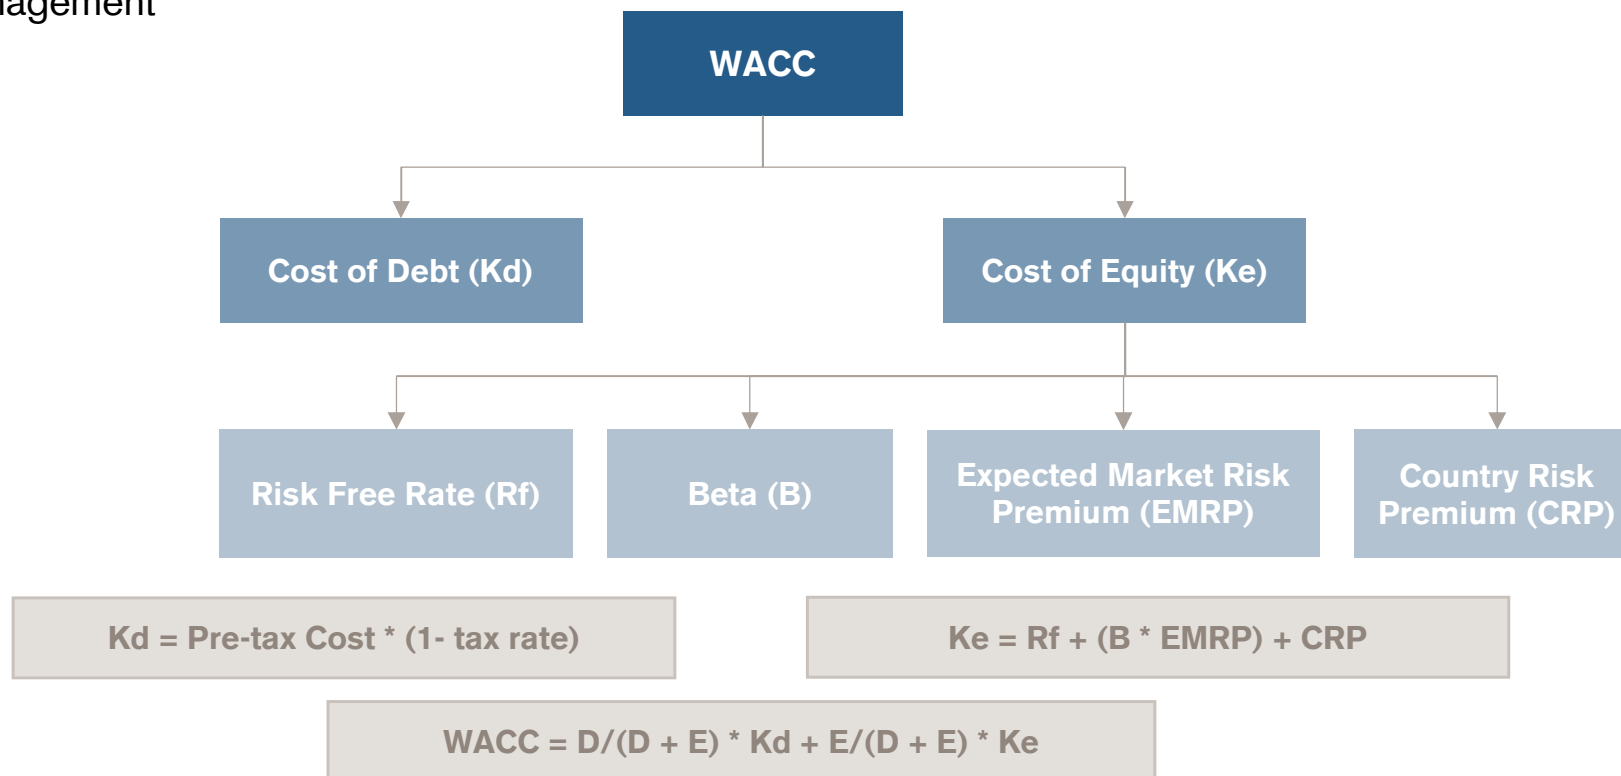 nagement
WACC
Cost of Debt (Kd)
Cost of Equity (Ke)
Risk Free Rate (Rf)
Beta (B)
Expected Market Risk
Premium (EMRP)
Country Risk
Premium (CRP)
Kd = Pre-tax Cost * (1- tax rate)
Ke = Rf + (B * EMRP) + CRP
WACC = D/(D + E) * Kd + E/(D + E) * Ke